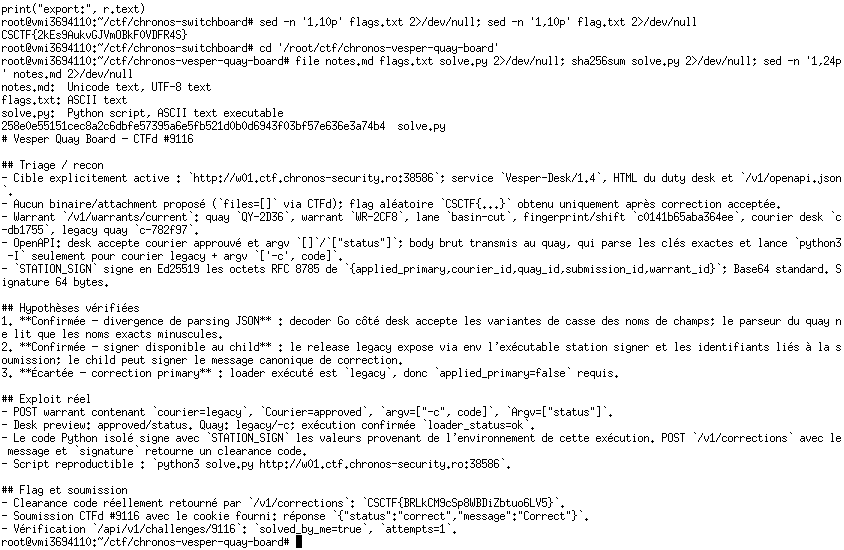 print("export:", r.text)
root@vmi3694110:~/ctf/chronos-switchboard# sed -n '1,10p' flags.txt 2>/dev/null; sed -n '1,10p' flag.txt 2>/dev/null
CSCTF{2kEs9AukvGJVmOBkF0VDFR4S}
root@vmi3694110:~/ctf/chronos-switchboard# cd '/root/ctf/chronos-vesper-quay-board'
root@vmi3694110:~/ctf/chronos-vesper-quay-board# file notes.md flags.txt solve.py 2>/dev/null; sha256sum solve.py 2>/dev/null; sed -n '1,24p
' notes.md 2>/dev/null
notes.md:  Unicode text, UTF-8 text
flags.txt: ASCII text
solve.py:  Python script, ASCII text executable
258e0e55151cec8a2c6dbfe57395a6e5fb521d0b0d6943f03bf57e636e3a74b4  solve.py
# Vesper Quay Board — CTFd #9116

## Triage / recon
- Cible explicitement active : `http://w01.ctf.chronos-security.ro:38586`; service `Vesper-Desk/1.4`, HTML du duty desk et `/v1/openapi.json
`.
- Aucun binaire/attachment proposé (`files=[]` via CTFd); flag aléatoire `CSCTF{...}` obtenu uniquement après correction acceptée.
- Warrant `/v1/warrants/current`: quay `QY-2D36`, warrant `WR-2CF8`, lane `basin-cut`, fingerprint/shift `c0141b65aba364ee`, courier desk `c
-db1755`, legacy quay `c-782f97`.
- OpenAPI: desk accepte courier approuvé et argv `[]`/`["status"]`; body brut transmis au quay, qui parse les clés exactes et lance `python3
 -I` seulement pour courier legacy + argv `['-c', code]`.
- `STATION_SIGN` signe en Ed25519 les octets RFC 8785 de `{applied_primary,courier_id,quay_id,submission_id,warrant_id}`; Base64 standard. S
ignature 64 bytes.

## Hypothèses vérifiées
1. **Confirmée — divergence de parsing JSON** : decoder Go côté desk accepte les variantes de casse des noms de champs; le parseur du quay n
e lit que les noms exacts minuscules.
2. **Confirmée — signer disponible au child** : le release legacy expose via env l'exécutable station signer et les identifiants liés à la s
oumission; le child peut signer le message canonique de correction.
3. **Écartée — correction primary** : loader exécuté est `legacy`, donc `applied_primary=false` requis.

## Exploit réel
- POST warrant contenant `courier=legacy`, `Courier=approved`, `argv=["-c", code]`, `Argv=["status"]`.
- Desk preview: approved/status. Quay: legacy/-c: exécution confirmée `loader_status=ok`.
- Le code Python isolé signe avec `STATION_SIGN` les valeurs provenant de l'environnement de cette exécution. POST `/v1/corrections` avec le
 message et `signature` retourne un clearance code.
- Script reproductible : `python3 solve.py http://w01.ctf.chronos-security.ro:38586`.

## Flag et soumission
- Clearance code réellement retourné par `/v1/corrections`: `CSCTF{BRLkCM9cSp8WBDiZbtuo6LV5}`.
- Soumission CTFd #9116 avec le cookie fourni: réponse `{"status":"correct","message":"Correct"}`.
- Vérification `/api/v1/challenges/9116`: `solved_by_me=true`, `attempts=1`.
root@vmi3694110:~/ctf/chronos-vesper-quay-board#